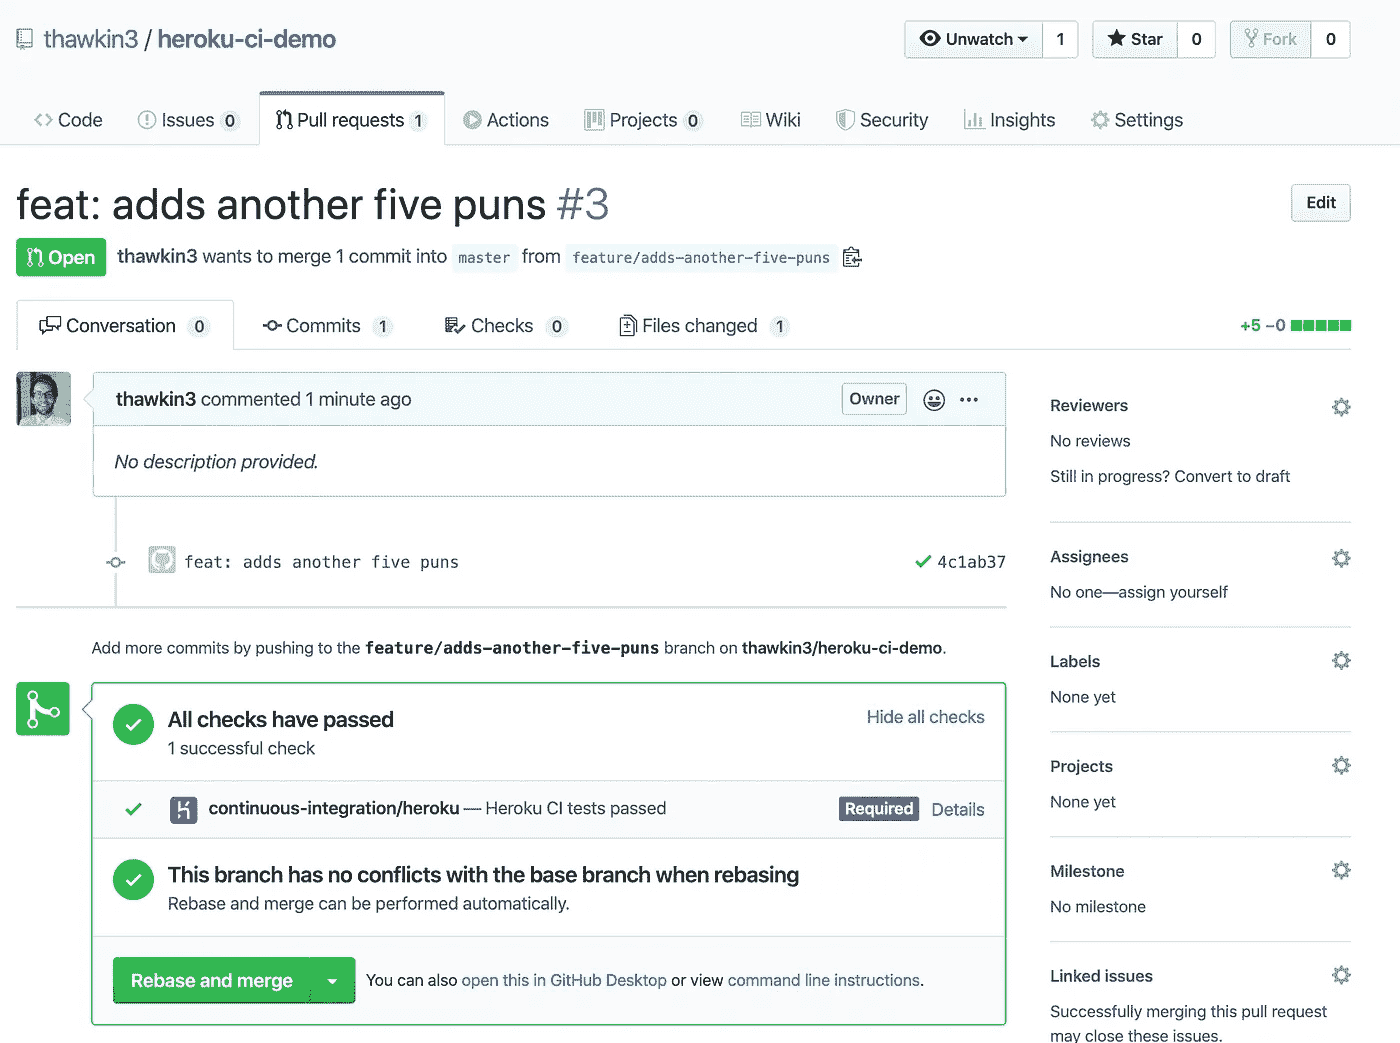 thawkin3 / heroku-ci-demo
Unwatch 1 Star 0 Fork 0
Code Issues 0 Pull requests 1 Actions Projects 0 Wiki Security Insights Settings
feat: adds another five puns #3
Edit
Open thawkin3 wants to merge 1 commit into master from feature/adds-another-five-puns
Conversation 0 Commits 1 Checks 0 Files changed 1 +5 −0
thawkin3 commented 1 minute ago Owner
No description provided.
feat: adds another five puns 4c1ab37
Add more commits by pushing to the feature/adds-another-five-puns branch on thawkin3/heroku-ci-demo.
All checks have passed
Hide all checks
1 successful check
continuous-integration/heroku — Heroku CI tests passed Required Details
This branch has no conflicts with the base branch when rebasing
Rebase and merge can be performed automatically.
Rebase and merge You can also open this in GitHub Desktop or view command line instructions.
Reviewers
No reviews
Still in progress? Convert to draft
Assignees
No one—assign yourself
Labels
None yet
Projects
None yet
Milestone
No milestone
Linked issues
Successfully merging this pull request
may close these issues.